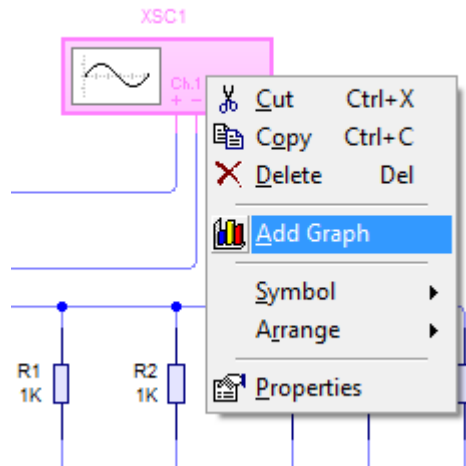 XSC1
Ch.1
+ −
Cut Ctrl+X
Copy Ctrl+C
Delete Del
Add Graph
Symbol
Arrange
Properties
R1
1K
R2
1K